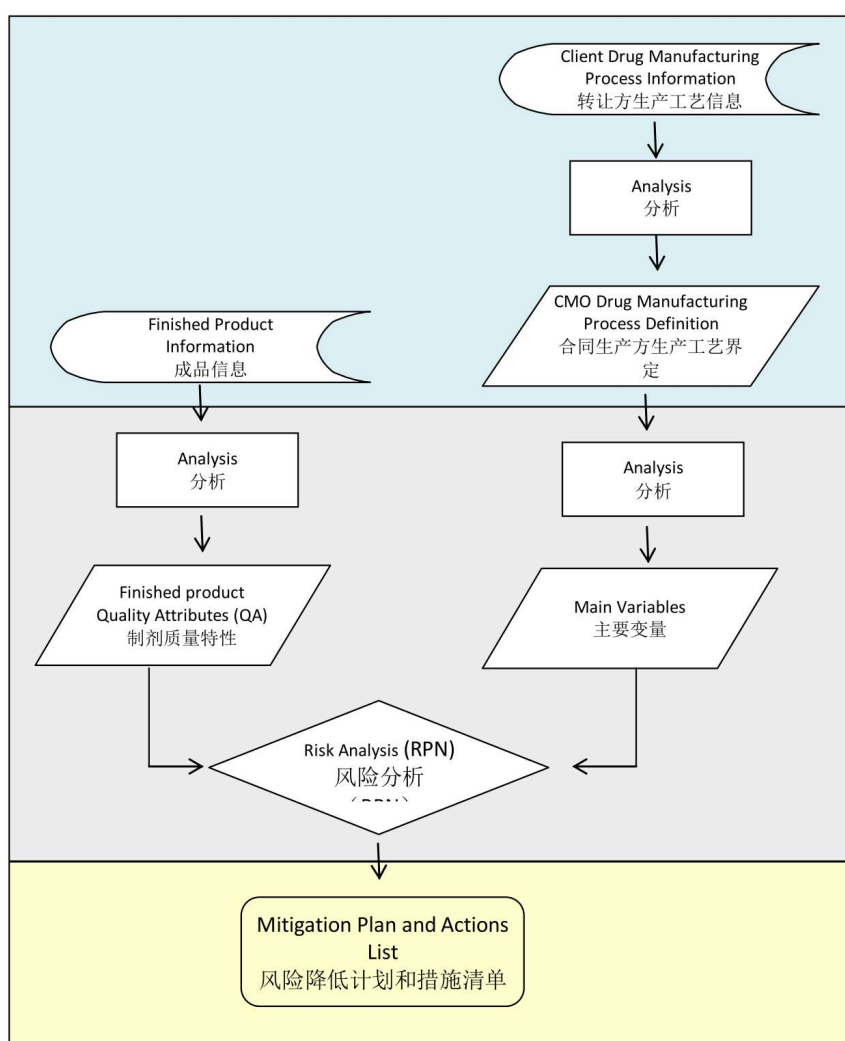 Client Drug Manufacturing
Process Information
转让方生产工艺信息
Analysis
分析
CMO Drug Manufacturing
Process Definition
合同生产方生产工艺界
定
Finished Product
Information
成品信息
Analysis
分析
Analysis
分析
Finished product
Quality Attributes (QA)
制剂质量特性
Main Variables
主要变量
Risk Analysis (RPN)
风险分析
Mitigation Plan and Actions
List
风险降低计划和措施清单